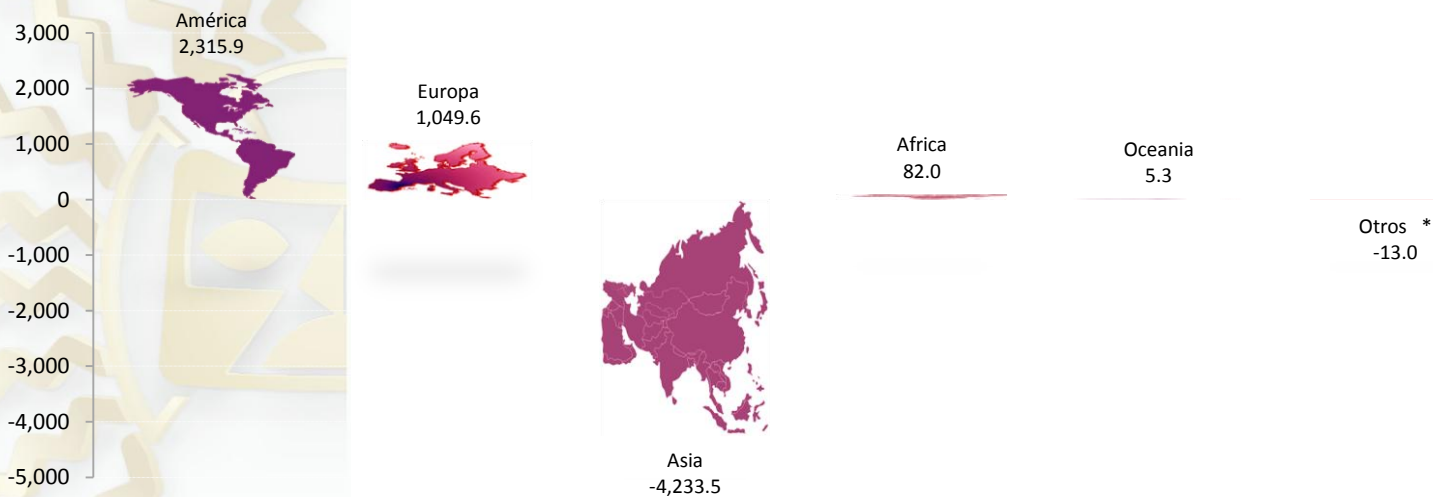 América
2,315.9
3,000
2,000
1,000
0
-1,000
-2,000
-3,000
-4,000
-5,000
Europa
1,049.6
Asia
-4,233.5
Africa
82.0
Oceania
5.3
Otros *
-13.0